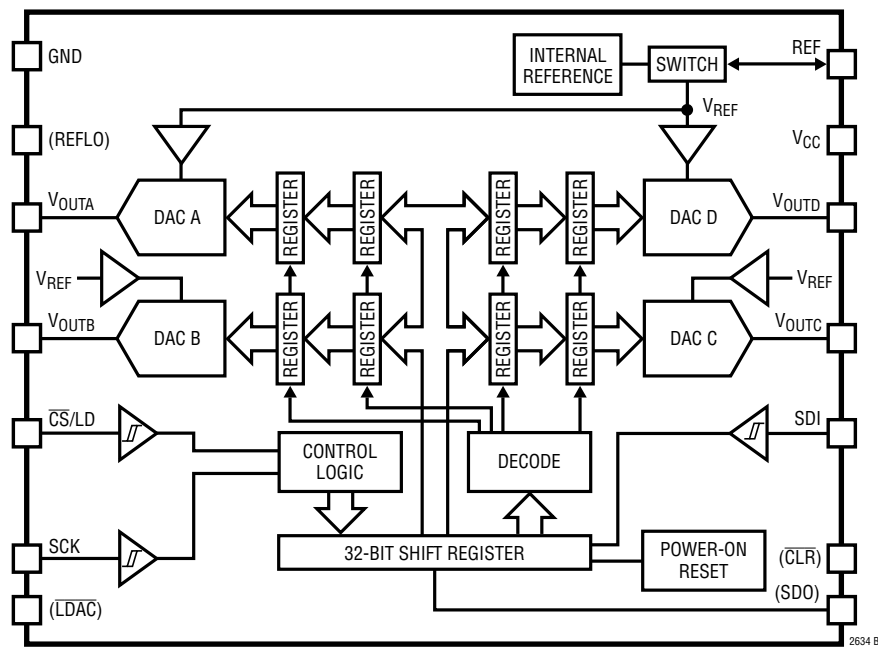 GND
INTERNAL
REFERENCE
SWITCH
REF
(REFLO)
VREF
VCC
VOUTA
DAC A
REGISTER
REGISTER
REGISTER
REGISTER
DAC D
VOUTD
VREF
VREF
VOUTB
DAC B
REGISTER
REGISTER
REGISTER
REGISTER
DAC C
VOUTC
CS/LD
CONTROL
LOGIC
DECODE
SDI
SCK
32-BIT SHIFT REGISTER
POWER-ON
RESET
(CLR)
(LDAC)
(SDO)
2634 B